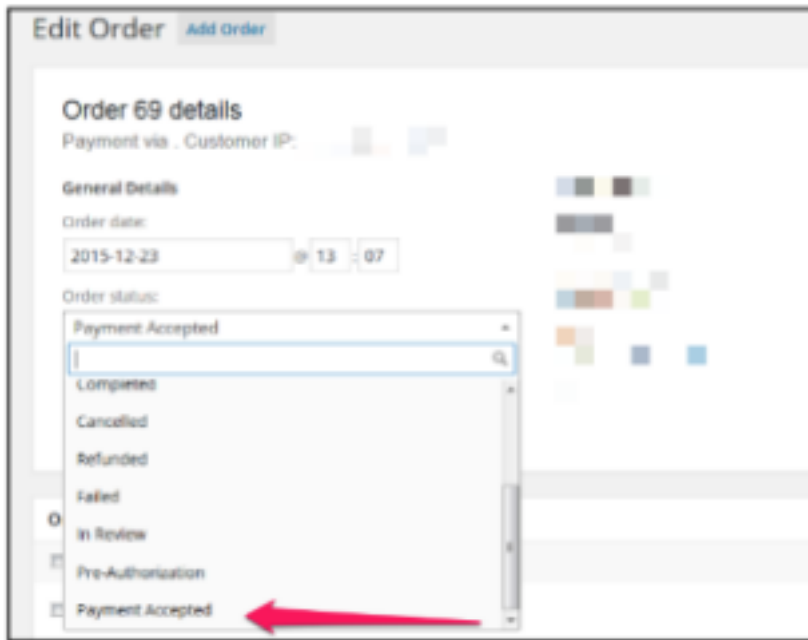 Edit Order Add Order
Order 69 details
Payment via . Customer IP:
General Details
Order date:
2015-12-23 @ 13 : 07
Order status:
Payment Accepted
Completed
Cancelled
Refunded
Failed
In Review
Pre-Authorization
Payment Accepted